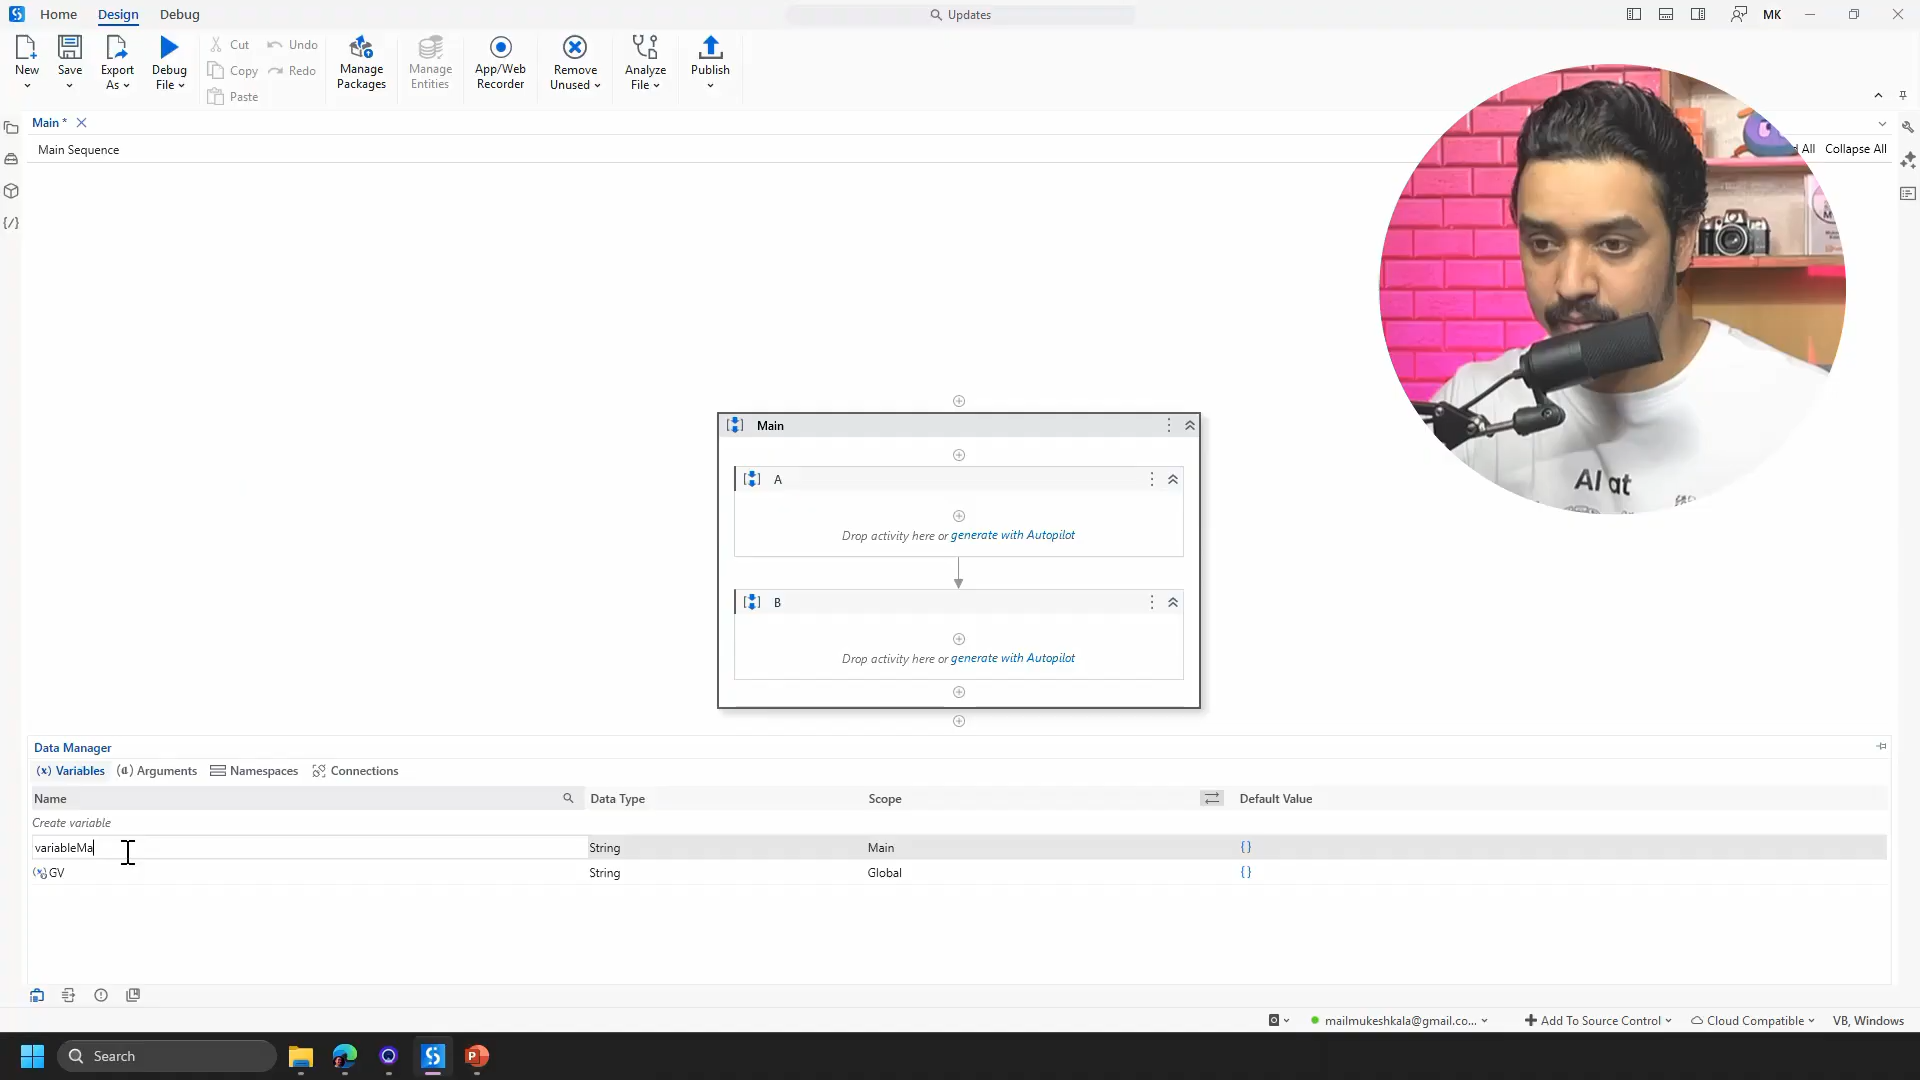 Home Design Debug Updates MK
New Save Export As Debug File Cut Copy Paste Undo Redo Manage Packages Manage Entities App/Web Recorder Remove Unused Analyze File Publish
Main *
Main Sequence All Collapse All
Main
A
Drop activity here or generate with Autopilot
B
Drop activity here or generate with Autopilot
AI at
Data Manager
(x) Variables (a) Arguments Namespaces Connections
Name Data Type Scope Default Value
Create variable
variableMa String Main {}
GV String Global {}
mailmukeshkala@gmail.co... Add To Source Control Cloud Compatible VB, Windows
Search